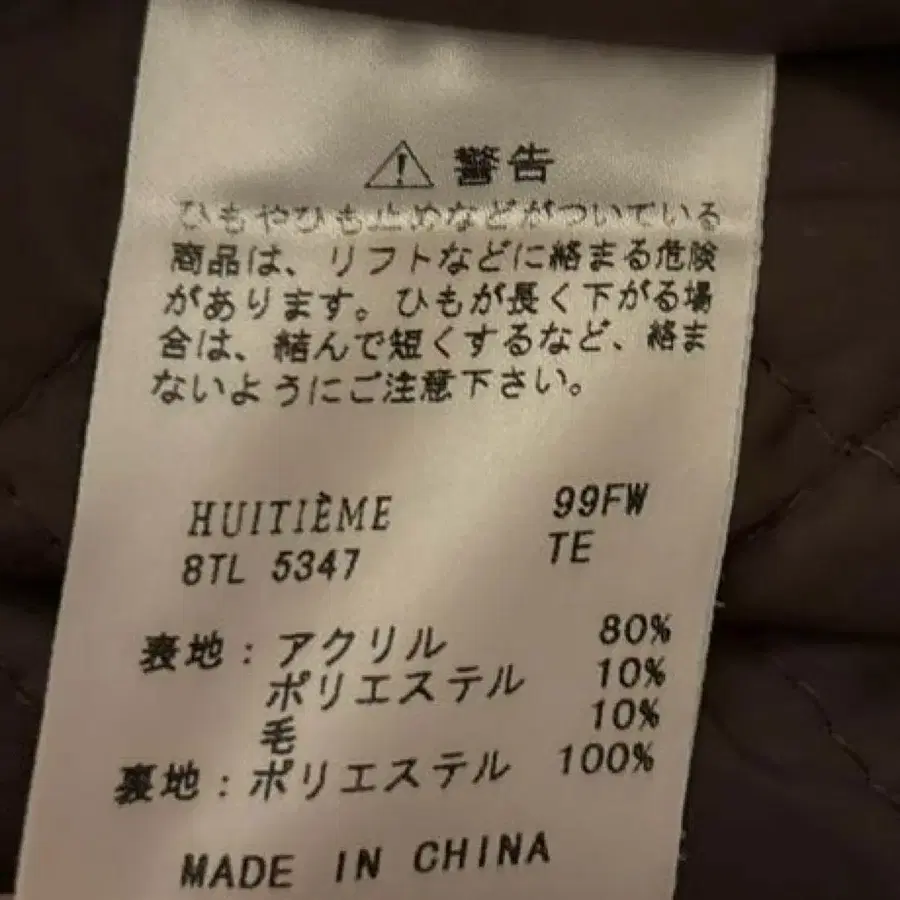 警告
ひもやひも止めなどがついている
商品は、リフトなどに絡まる危険
があります。ひもが長く下がる場
合は、結んで短くするなど、絡ま
ないようにご注意下さい。
HUITIÈME 99FW
8TL 5347 TE
表地：アクリル 80%
ポリエステル 10%
毛 10%
裏地：ポリエステル 100%
MADE IN CHINA